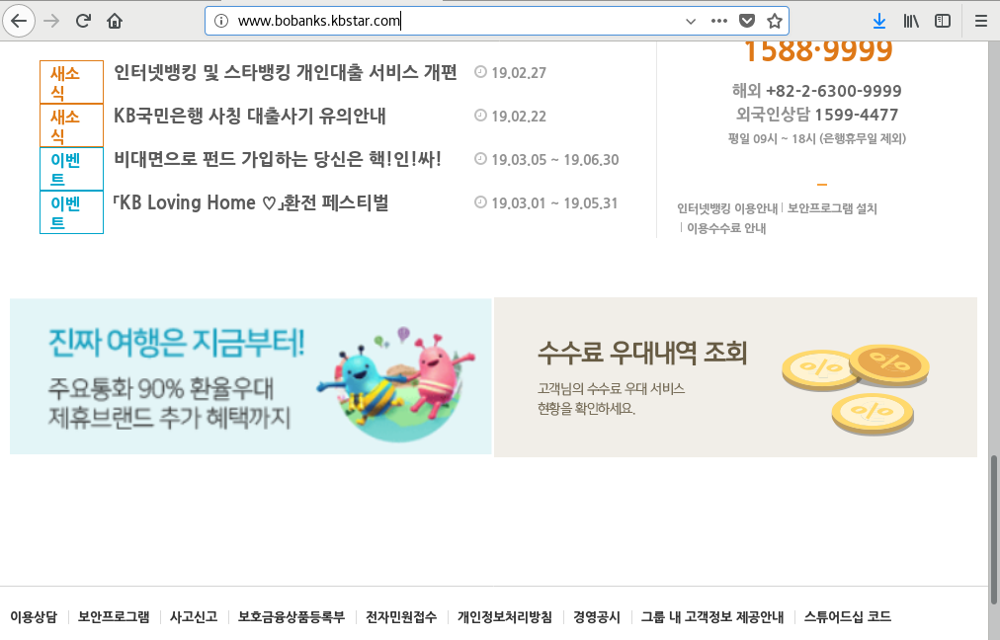 www.bobanks.kbstar.com
새소식 인터넷뱅킹 및 스타뱅킹 개인대출 서비스 개편 19.02.27
새소식 KB국민은행 사칭 대출사기 유의안내 19.02.22
이벤트 비대면으로 펀드 가입하는 당신은 핵!인!싸! 19.03.05 ~ 19.06.30
이벤트 「KB Loving Home ♡」환전 페스티벌 19.03.01 ~ 19.05.31
1588·9999
해외 +82-2-6300-9999
외국인상담 1599-4477
평일 09시 ~ 18시 (은행휴무일 제외)
인터넷뱅킹 이용안내 | 보안프로그램 설치
| 이용수수료 안내
진짜 여행은 지금부터!
주요통화 90% 환율우대
제휴브랜드 추가 혜택까지
수수료 우대내역 조회
고객님의 수수료 우대 서비스
현황을 확인하세요.
이용상담 | 보안프로그램 | 사고신고 | 보호금융상품등록부 | 전자민원접수 | 개인정보처리방침 | 경영공시 | 그룹 내 고객정보 제공안내 | 스튜어드십 코드